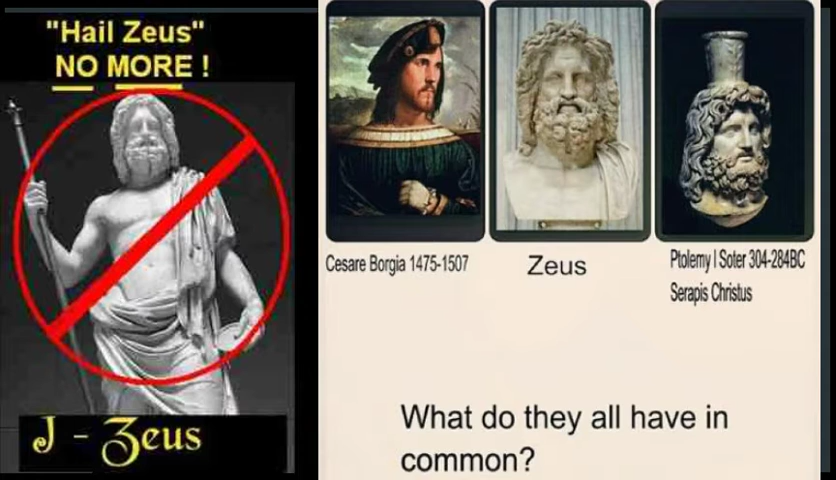 "Hail Zeus"
NO MORE !
J - Zeus
Cesare Borgia 1475-1507
Zeus
Ptolemy I Soter 304-284BC
Serapis Christus
What do they all have in
common?